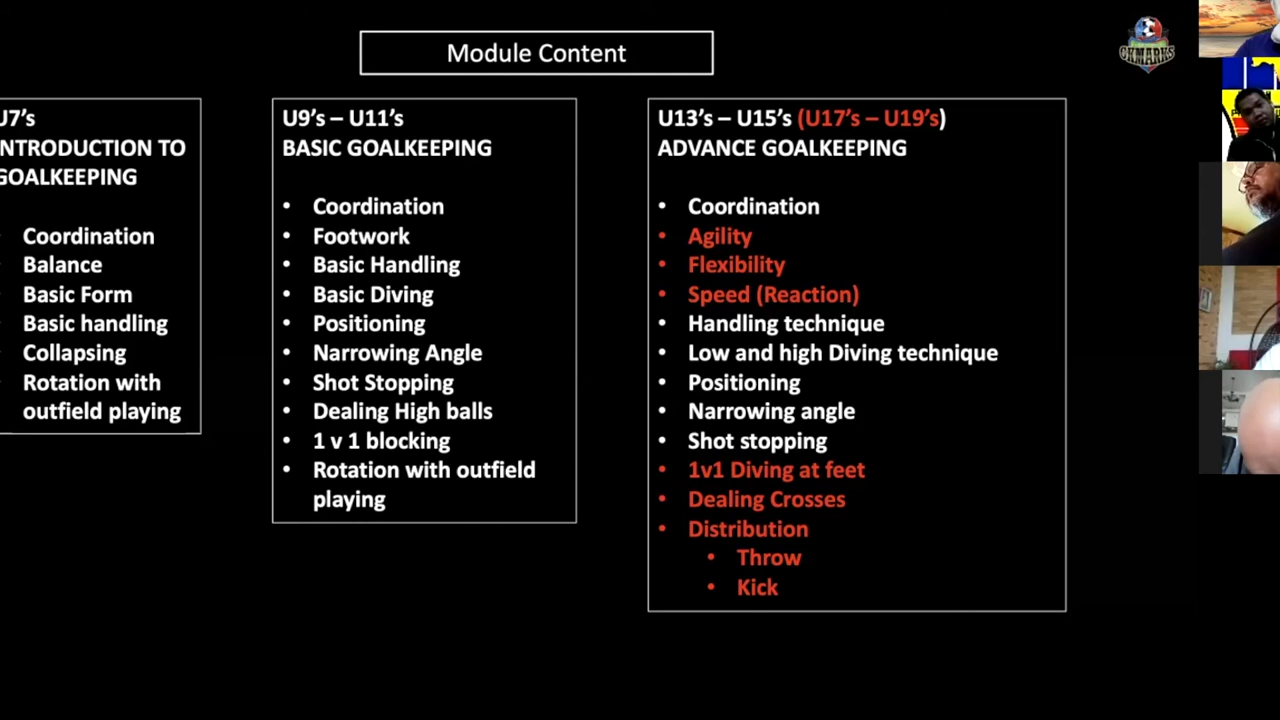 Module Content
GKMARKS
U7's
NTRODUCTION TO
GOALKEEPING
Coordination
Balance
Basic Form
Basic handling
Collapsing
Rotation with
outfield playing
U9's – U11's
BASIC GOALKEEPING
• Coordination
• Footwork
• Basic Handling
• Basic Diving
• Positioning
• Narrowing Angle
• Shot Stopping
• Dealing High balls
• 1 v 1 blocking
• Rotation with outfield
playing
U13's – U15's (U17's – U19's)
ADVANCE GOALKEEPING
• Coordination
• Agility
• Flexibility
• Speed (Reaction)
• Handling technique
• Low and high Diving technique
• Positioning
• Narrowing angle
• Shot stopping
• 1v1 Diving at feet
• Dealing Crosses
• Distribution
• Throw
• Kick